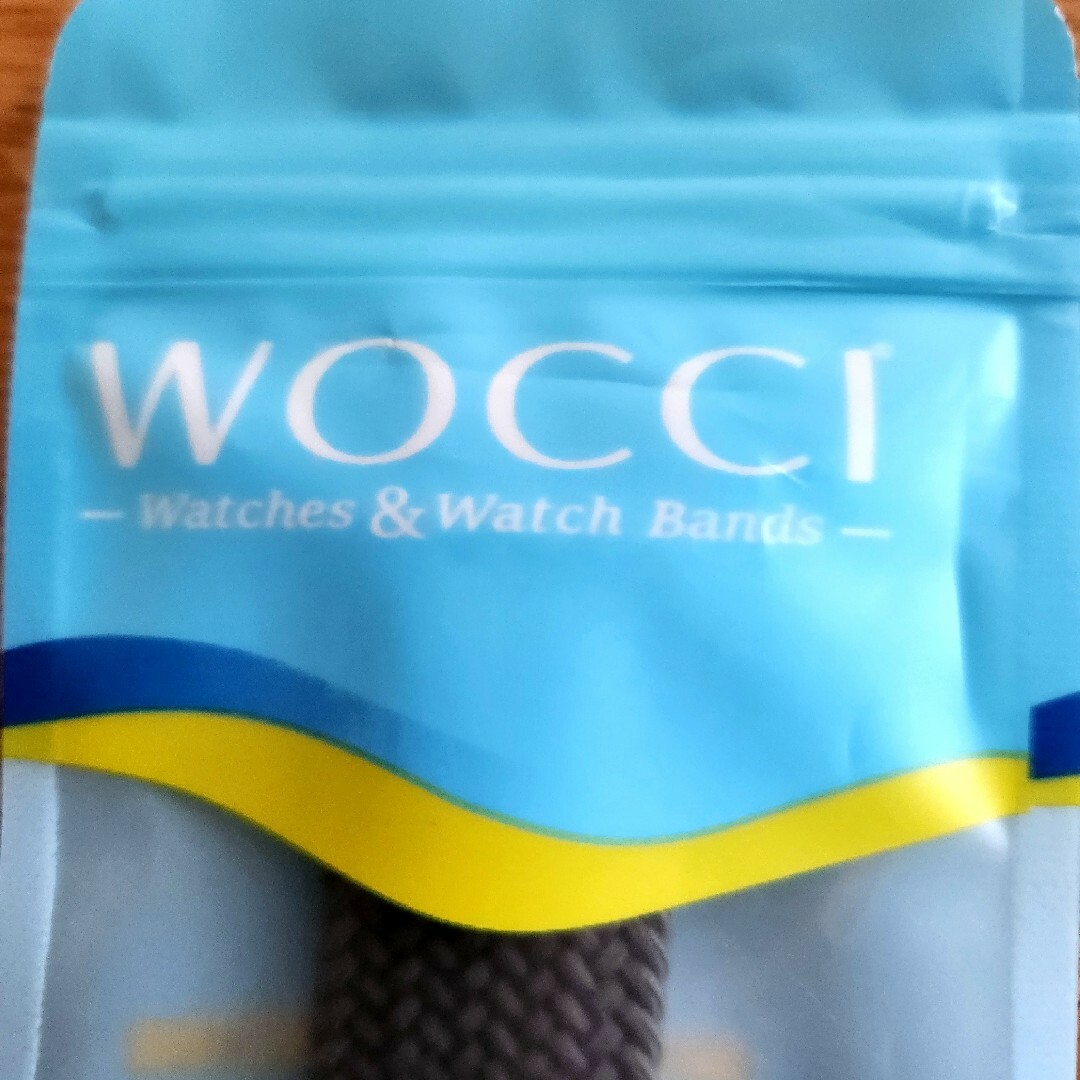 WOCCI
— Watches & Watch Bands —